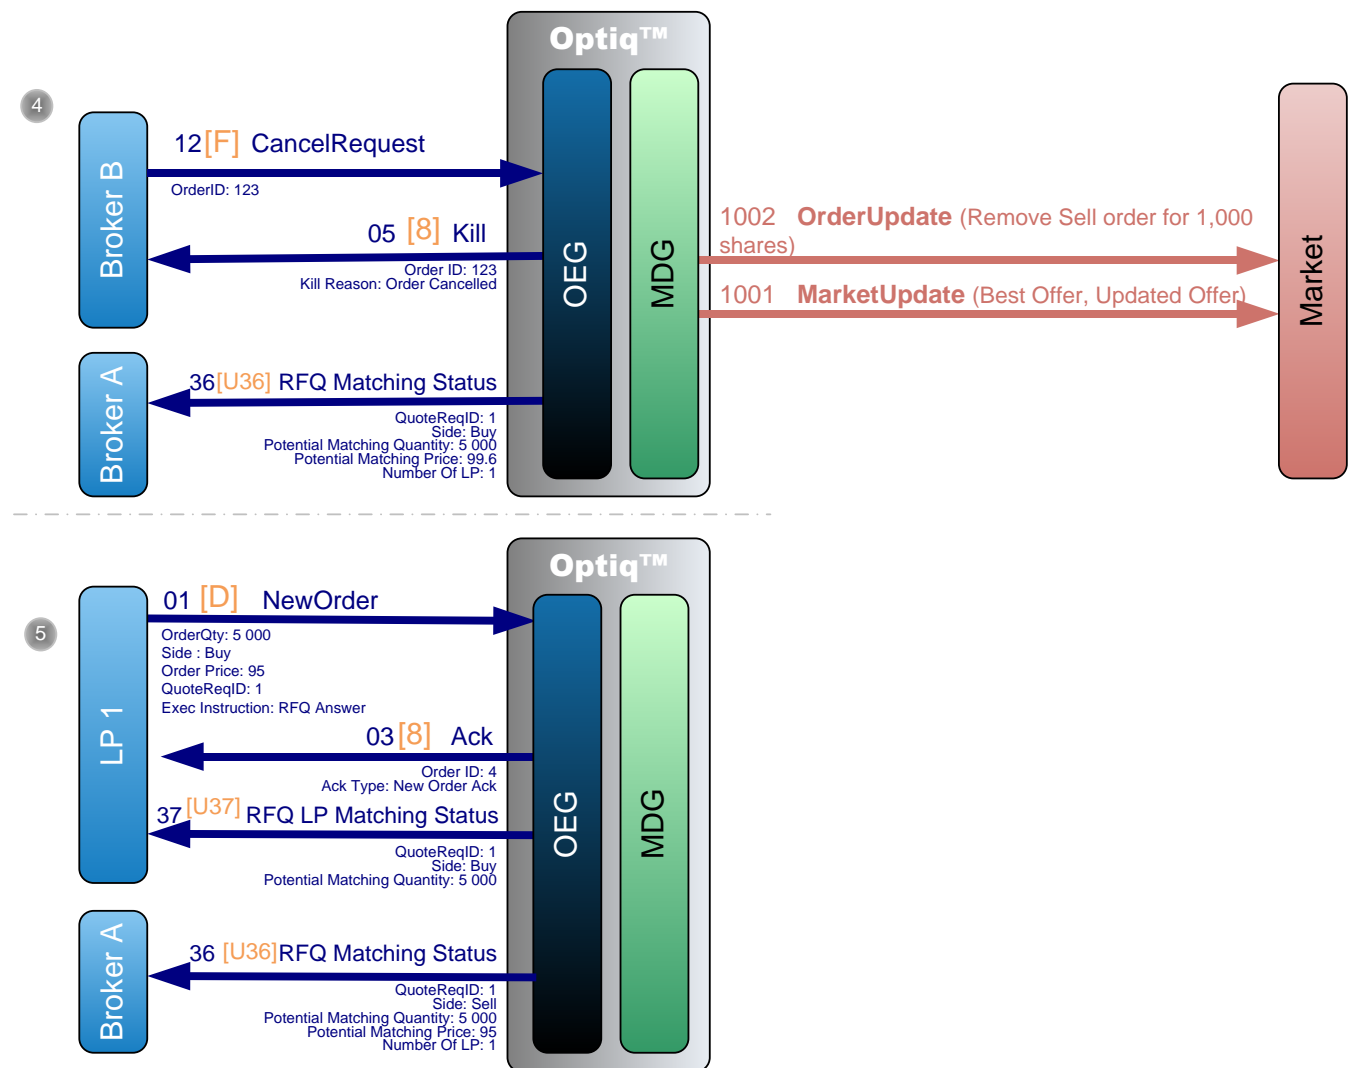 Optiq™
4
Broker B
12[F] CancelRequest
OrderID: 123
05 [8] Kill
Order ID: 123
Kill Reason: Order Cancelled
OEG
MDG
1002 OrderUpdate (Remove Sell order for 1,000
shares)
1001 MarketUpdate (Best Offer, Updated Offer)
Market
Broker A
36[U36] RFQ Matching Status
QuoteReqID: 1
Side: Buy
Potential Matching Quantity: 5 000
Potential Matching Price: 99.6
Number Of LP: 1
Optiq™
5
LP 1
01 [D] NewOrder
OrderQty: 5 000
Side : Buy
Order Price: 95
QuoteReqID: 1
Exec Instruction: RFQ Answer
03[8] Ack
Order ID: 4
Ack Type: New Order Ack
37[U37] RFQ LP Matching Status
QuoteReqID: 1
Side: Buy
Potential Matching Quantity: 5 000
OEG
MDG
Broker A
36 [U36]RFQ Matching Status
QuoteReqID: 1
Side: Sell
Potential Matching Quantity: 5 000
Potential Matching Price: 95
Number Of LP: 1